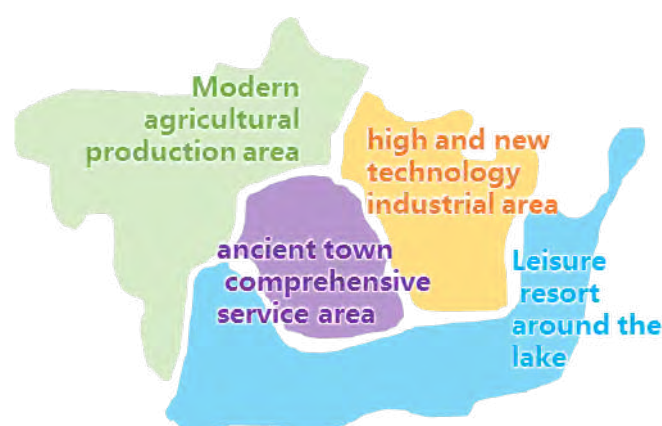 Modern
agricultural
production area
high and new
technology
industrial area
ancient town
comprehensive
service area
Leisure
resort
around the
lake